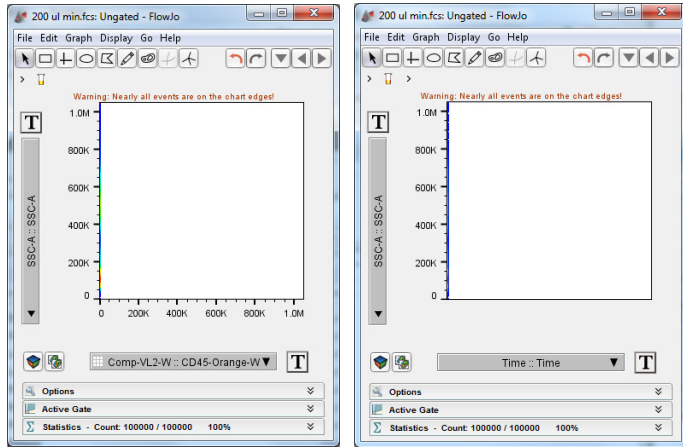 200 ul min.fcs: Ungated - FlowJo
File Edit Graph Display Go Help
Warning: Nearly all events are on the chart edges!
T
1.0M
800K
600K
400K
200K
0
SSC-A :: SSC-A
0 200K 400K 600K 800K 1.0M
Comp-VL2-W :: CD45-Orange-W
T
Options
Active Gate
Statistics - Count: 100000 / 100000 100%
200 ul min.fcs: Ungated - FlowJo
File Edit Graph Display Go Help
Warning: Nearly all events are on the chart edges!
T
1.0M
800K
600K
400K
200K
0
SSC-A :: SSC-A
Time :: Time
T
Options
Active Gate
Statistics - Count: 100000 / 100000 100%